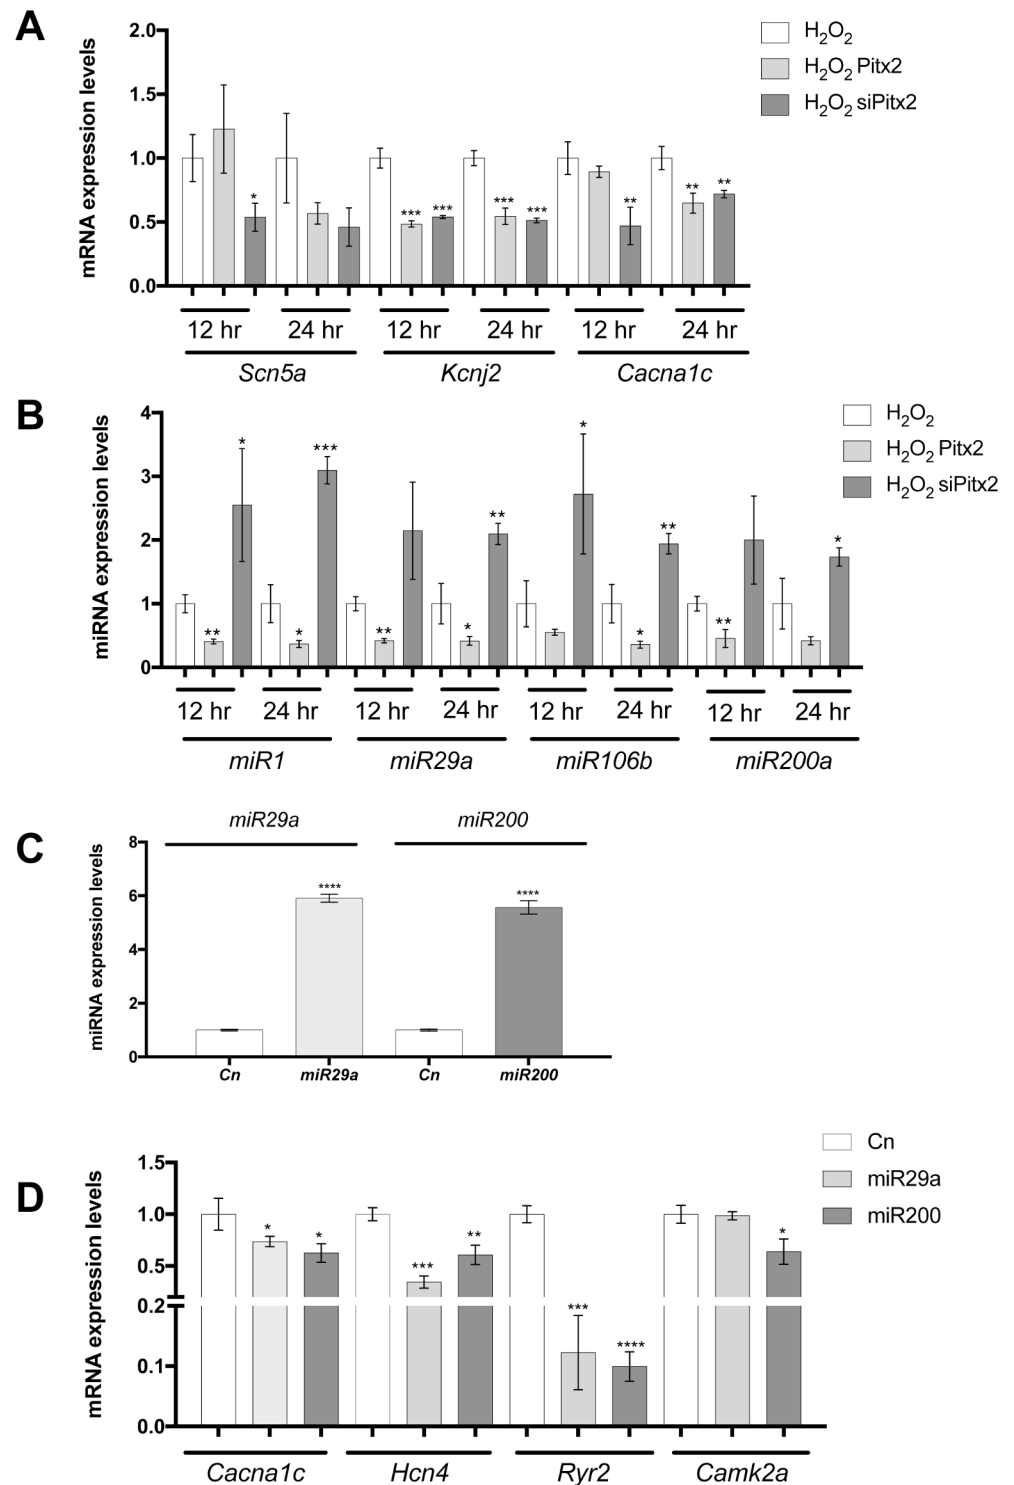 A
mRNA expression levels
2.0
1.5
1.0
0.5
0.0
H2O2
H2O2 Pitx2
H2O2 siPitx2
* *** *** *** *** ** ** **
12 hr 24 hr 12 hr 24 hr 12 hr 24 hr
Scn5a Kcnj2 Cacna1c
B
miRNA expression levels
4
3
2
1
0
H2O2
H2O2 Pitx2
H2O2 siPitx2
** * * *** ** * ** * * ** ** *
12 hr 24 hr 12 hr 24 hr 12 hr 24 hr 12 hr 24 hr
miR1 miR29a miR106b miR200a
C
miR29a miR200
miRNA expression levels
8
6
4
2
0
**** ****
Cn miR29a Cn miR200
D
mRNA expression levels
1.5
1.0
0.5
0.2
0.1
0.0
Cn
miR29a
miR200
* * *** ** *** **** *
Cacna1c Hcn4 Ryr2 Camk2a